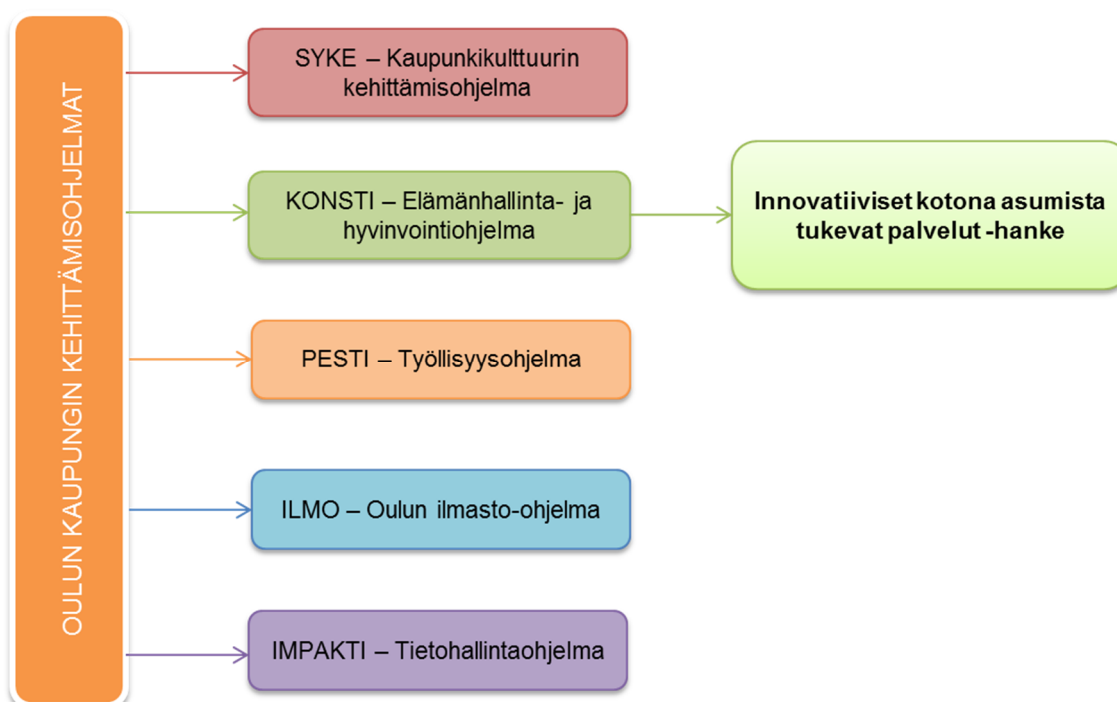 OULUN KAUPUNGIN KEHITTÄMISOHJELMAT
SYKE – Kaupunkikulttuurin
kehittämisohjelma
KONSTI – Elämänhallinta- ja
hyvinvointiohjelma
Innovatiiviset kotona asumista
tukevat palvelut -hanke
PESTI – Työllisyysohjelma
ILMO – Oulun ilmasto-ohjelma
IMPAKTI – Tietohallintaohjelma